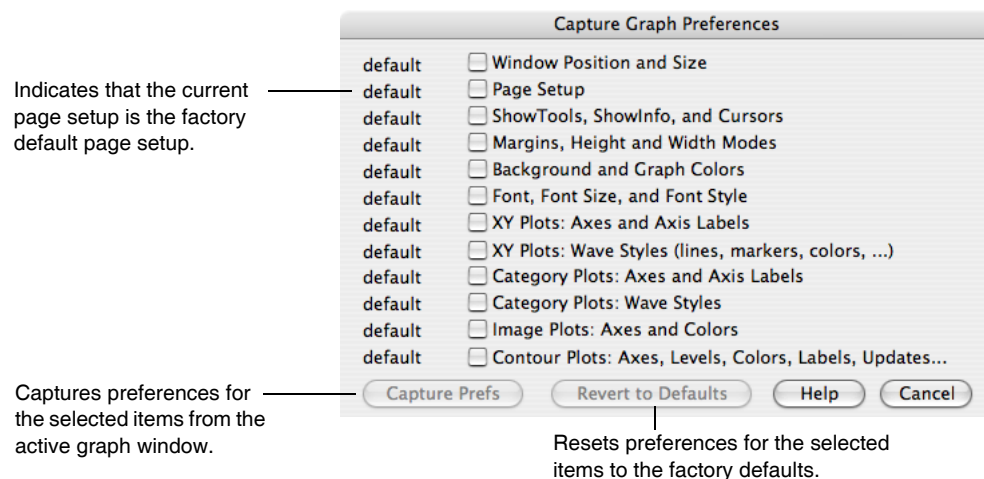 Capture Graph Preferences
default Window Position and Size
Indicates that the current
page setup is the factory
default page setup.
default Page Setup
default ShowTools, ShowInfo, and Cursors
default Margins, Height and Width Modes
default Background and Graph Colors
default Font, Font Size, and Font Style
default XY Plots: Axes and Axis Labels
default XY Plots: Wave Styles (lines, markers, colors, ...)
default Category Plots: Axes and Axis Labels
default Category Plots: Wave Styles
default Image Plots: Axes and Colors
default Contour Plots: Axes, Levels, Colors, Labels, Updates...
Captures preferences for
the selected items from the
active graph window.
Capture Prefs Revert to Defaults Help Cancel
Resets preferences for the selected
items to the factory defaults.